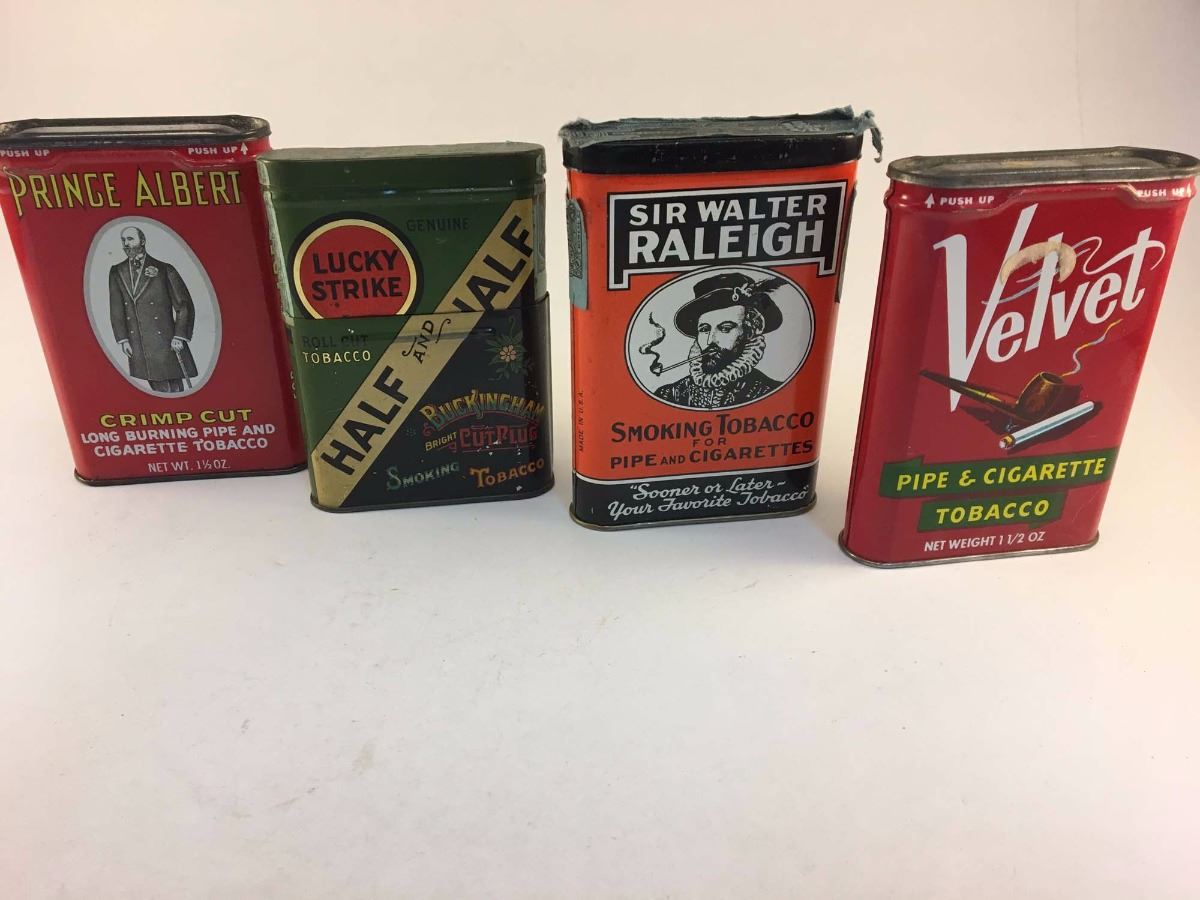 PUSH UP
PUSH UP
PRINCE ALBERT
CRIMP CUT
LONG BURNING PIPE AND
CIGARETTE TOBACCO
NET WT. 1½ OZ.
GENUINE
LUCKY
STRIKE
ROLL CUT
TOBACCO
HALF AND HALF
BUCKINGHAM
BRIGHT CUT PLUG
SMOKING TOBACCO
SIR WALTER
RALEIGH
MADE IN U.S.A.
SMOKING TOBACCO
FOR
PIPE AND CIGARETTES
"Sooner or Later~
Your Favorite Tobacco"
PUSH UP
PUSH UP
Velvet
PIPE & CIGARETTE
TOBACCO
NET WEIGHT 1 1/2 OZ